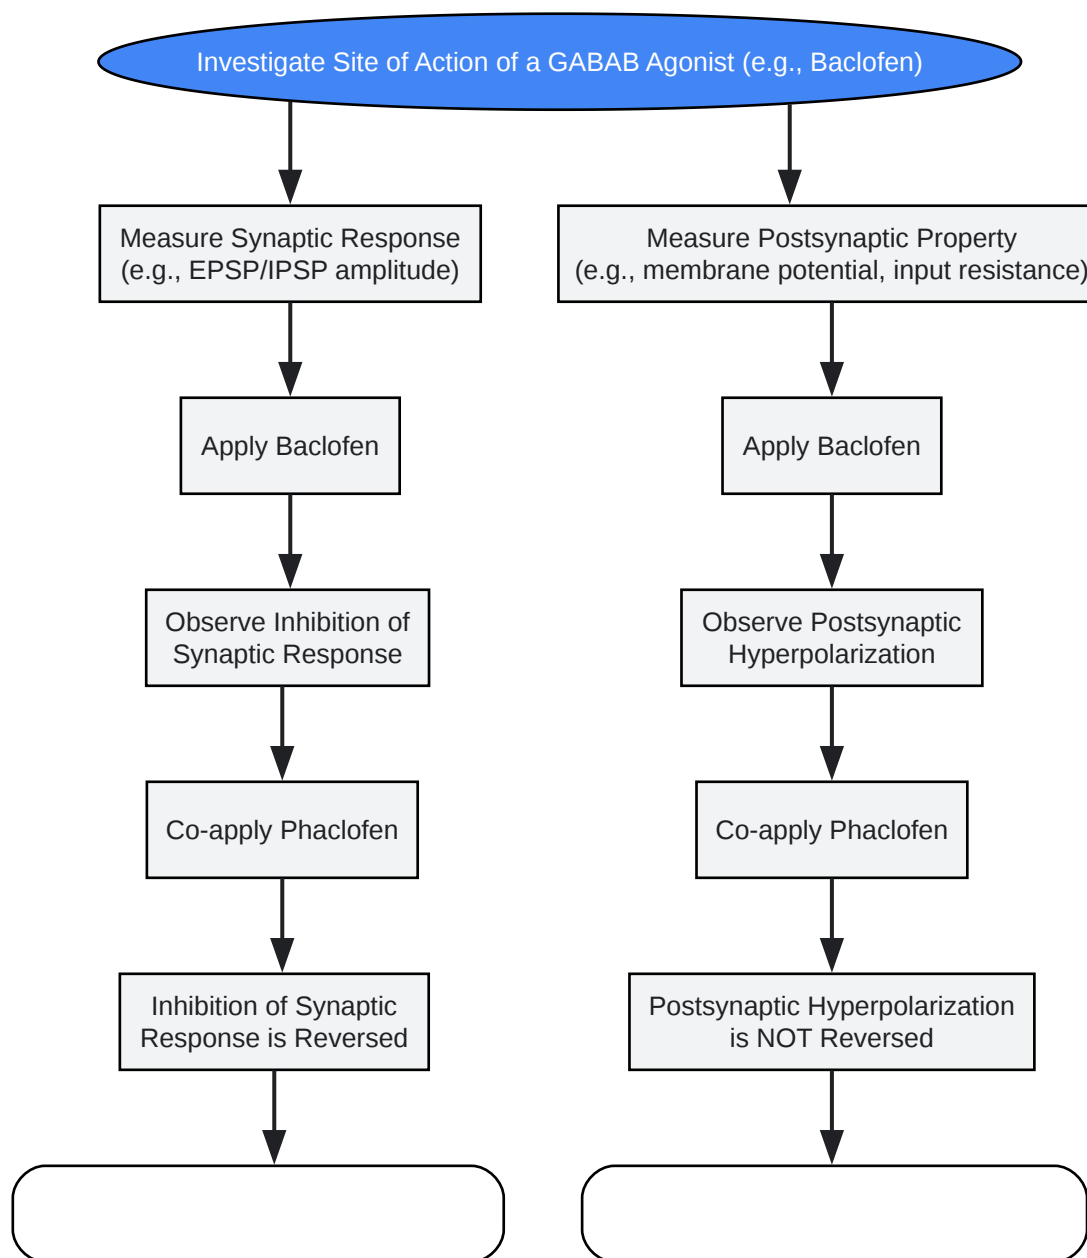 Investigate Site of Action of a GABAB Agonist (e.g., Baclofen)
Measure Synaptic Response
(e.g., EPSP/IPSP amplitude)
Apply Baclofen
Observe Inhibition of
Synaptic Response
Co-apply Phaclofen
Inhibition of Synaptic
Response is Reversed
Measure Postsynaptic Property
(e.g., membrane potential, input resistance)
Apply Baclofen
Observe Postsynaptic
Hyperpolarization
Co-apply Phaclofen
Postsynaptic Hyperpolarization
is NOT Reversed